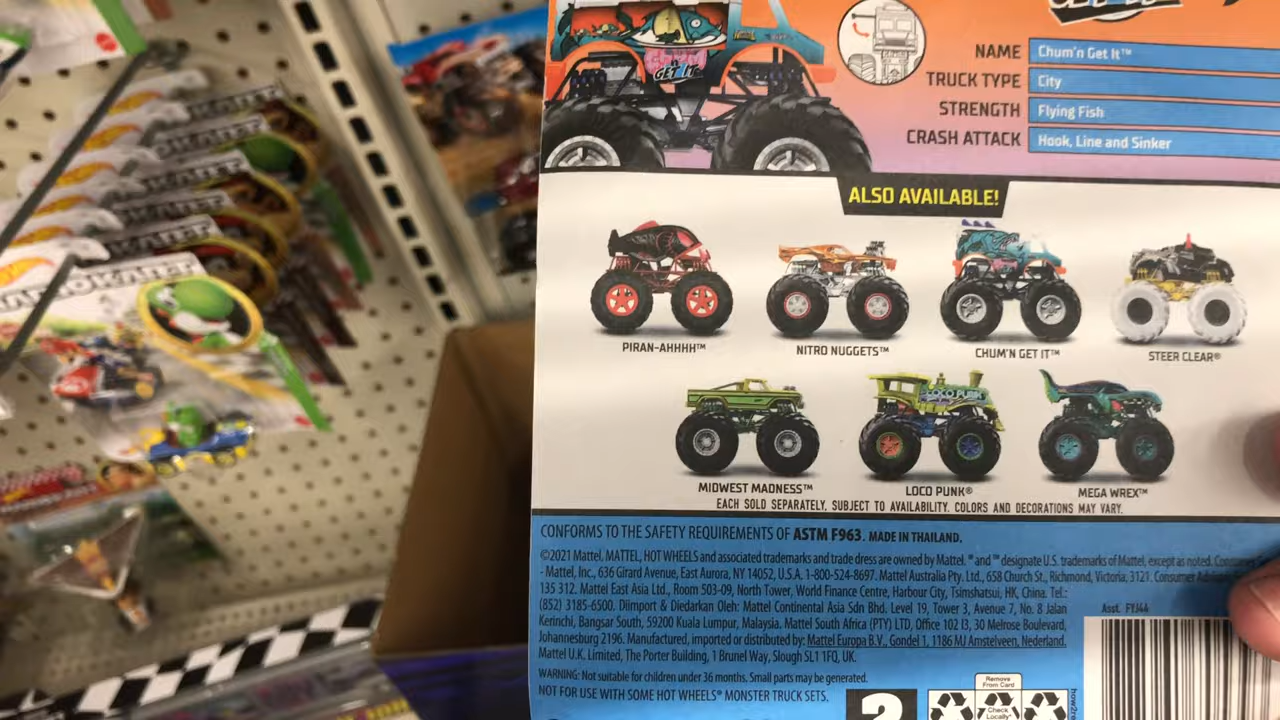 GET IT
NAME Chum'n Get It™
TRUCK TYPE City
STRENGTH Flying Fish
CRASH ATTACK Hook, Line and Sinker
ALSO AVAILABLE!
PIRAN-AHHHH™
NITRO NUGGETS™
CHUM'N GET IT™
STEER CLEAR®
LOCO PUNK
MIDWEST MADNESS™
LOCO PUNK®
MEGA WREX™
EACH SOLD SEPARATELY. SUBJECT TO AVAILABILITY. COLORS AND DECORATIONS MAY VARY.
CONFORMS TO THE SAFETY REQUIREMENTS OF ASTM F963. MADE IN THAILAND.
©2021 Mattel. MATTEL, HOT WHEELS and associated trademarks and trade dress are owned by Mattel. ® and ™ designate U.S. trademarks of Mattel, except as noted.
- Mattel, Inc., 636 Girard Avenue, East Aurora, NY 14052, U.S.A. 1-800-524-8697. Mattel Australia Pty. Ltd., 658 Church St., Richmond, Victoria, 3121. Consumer
135 312. Mattel East Asia Ltd., Room 503-09, North Tower, World Finance Centre, Harbour City, Tsimshatsui, HK, China. Tel.:
(852) 3185-6500. Diimport & Diedarkan Oleh: Mattel Continental Asia Sdn Bhd. Level 19, Tower 3, Avenue 7, No. 8 Jalan
Kerinchi, Bangsar South, 59200 Kuala Lumpur, Malaysia. Mattel South Africa (PTY) LTD, Office 102 I3, 30 Melrose Boulevard,
Johannesburg 2196. Manufactured, imported or distributed by: Mattel Europa B.V., Gondel 1, 1186 MJ Amstelveen, Nederland.
Mattel U.K. Limited, The Porter Building, 1 Brunel Way, Slough SL1 1FQ, UK.
Asst. FYJ44
WARNING: Not suitable for children under 36 months. Small parts may be generated.
NOT FOR USE WITH SOME HOT WHEELS® MONSTER TRUCK SETS.
Remove
From Card
Check
Locally*
2